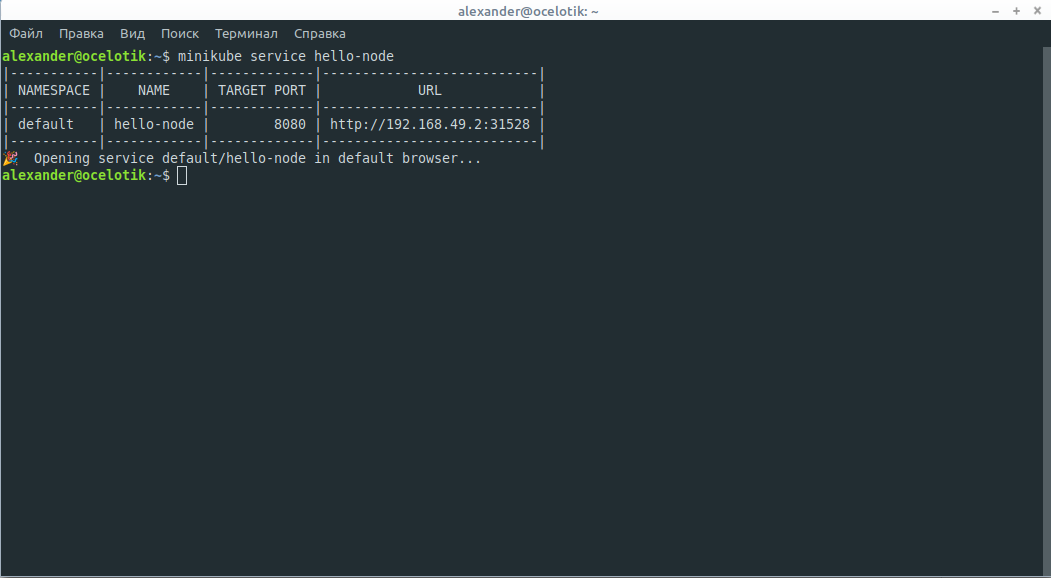 alexander@ocelotik: ~
Файл Правка Вид Поиск Терминал Справка
alexander@ocelotik:~$ minikube service hello-node
|-----------|------------|-------------|---------------------------|
| NAMESPACE |    NAME    | TARGET PORT |            URL            |
|-----------|------------|-------------|---------------------------|
| default   | hello-node |        8080 | http://192.168.49.2:31528 |
|-----------|------------|-------------|---------------------------|
🎉  Opening service default/hello-node in default browser...
alexander@ocelotik:~$